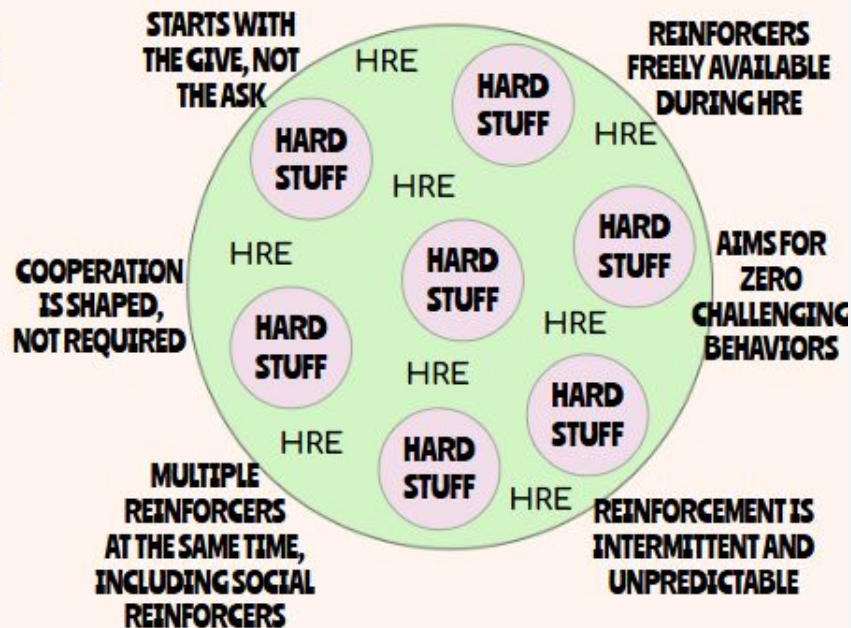 STARTS WITH
THE GIVE, NOT
THE ASK
HRE
HARD
STUFF
REINFORCERS
FREELY AVAILABLE
DURING HRE
HRE
HARD
STUFF
HRE
HARD
STUFF
AIMS FOR
ZERO
CHALLENGING
BEHAVIORS
HRE
HARD
STUFF
COOPERATION
IS SHAPED,
NOT REQUIRED
HRE
HARD
STUFF
HRE
HARD
STUFF
HRE
HARD
STUFF
HRE
MULTIPLE
REINFORCERS
AT THE SAME TIME,
INCLUDING SOCIAL
REINFORCERS
REINFORCEMENT IS
INTERMITTENT AND
UNPREDICTABLE